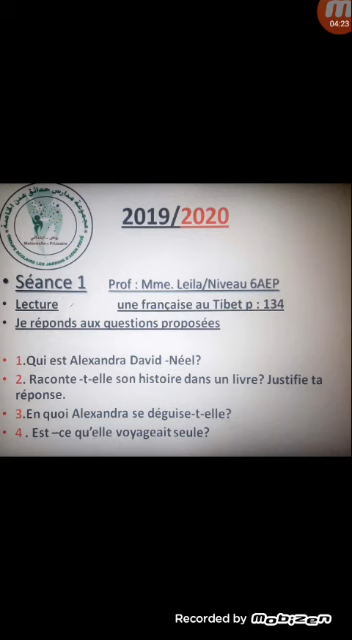 04:23
2019/2020
• Séance 1 Prof : Mme. Leila/Niveau 6AEP
• Lecture une française au Tibet p : 134
• Je réponds aux questions proposées
• 1.Qui est Alexandra David -Néel?
• 2. Raconte -t-elle son histoire dans un livre? Justifie ta
réponse.
• 3.En quoi Alexandra se déguise-t-elle?
• 4 . Est –ce qu'elle voyageait seule?
Recorded by Mobizen